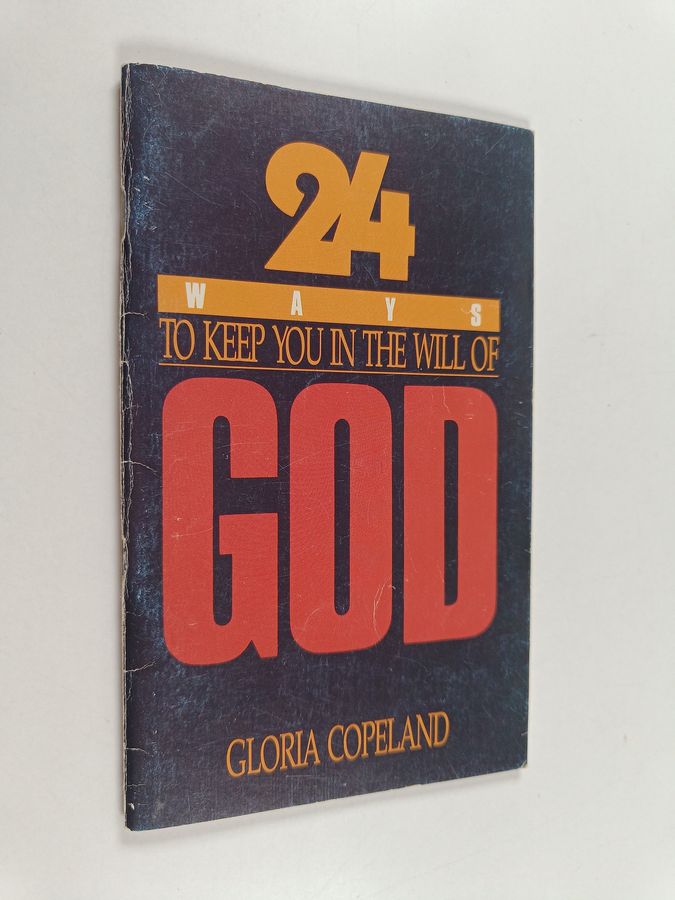 24
WAYS
TO KEEP YOU IN THE WILL OF
GOD
GLORIA COPELAND